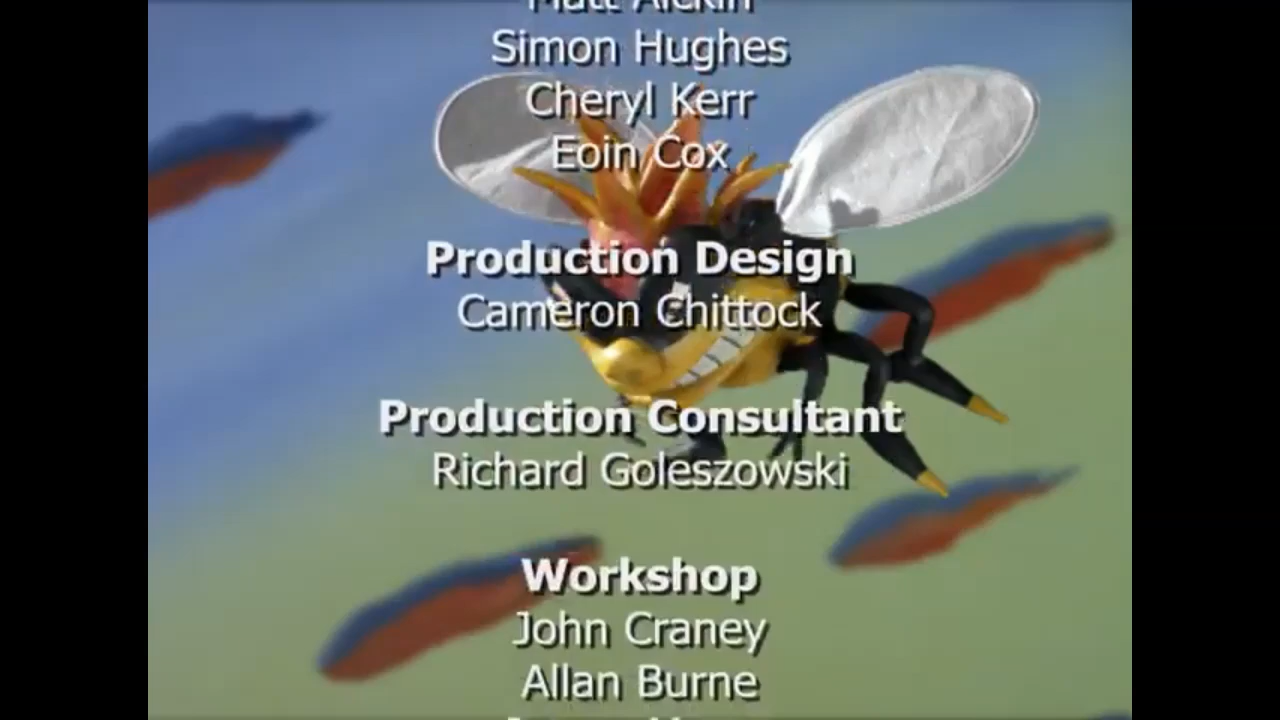 Simon Hughes
Cheryl Kerr
Eoin Cox
Production Design
Cameron Chittock
Production Consultant
Richard Goleszowski
Workshop
John Craney
Allan Burne